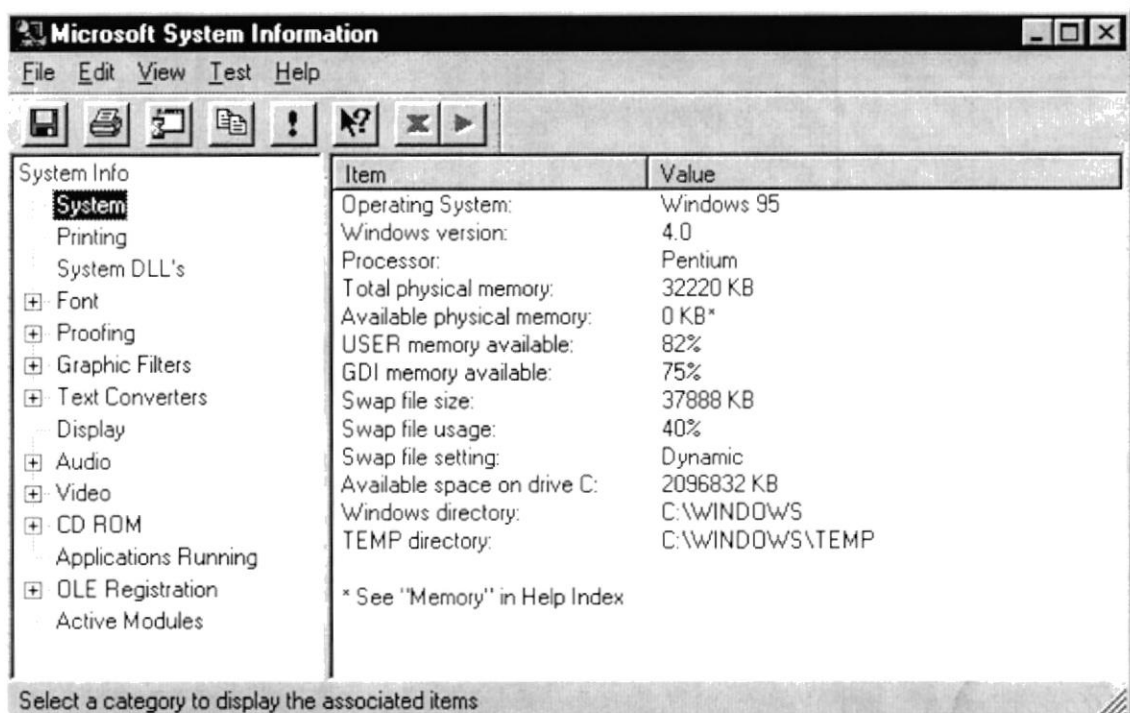 Microsoft System Information
File Edit View Test Help
System Info
System
Printing
System DLL's
Font
Proofing
Graphic Filters
Text Converters
Display
Audio
Video
CD ROM
Applications Running
OLE Registration
Active Modules
Item Value
Operating System: Windows 95
Windows version: 4.0
Processor: Pentium
Total physical memory: 32220 KB
Available physical memory: 0 KB*
USER memory available: 82%
GDI memory available: 75%
Swap file size: 37888 KB
Swap file usage: 40%
Swap file setting: Dynamic
Available space on drive C: 2096832 KB
Windows directory: C:\WINDOWS
TEMP directory: C:\WINDOWS\TEMP
* See "Memory" in Help Index
Select a category to display the associated items